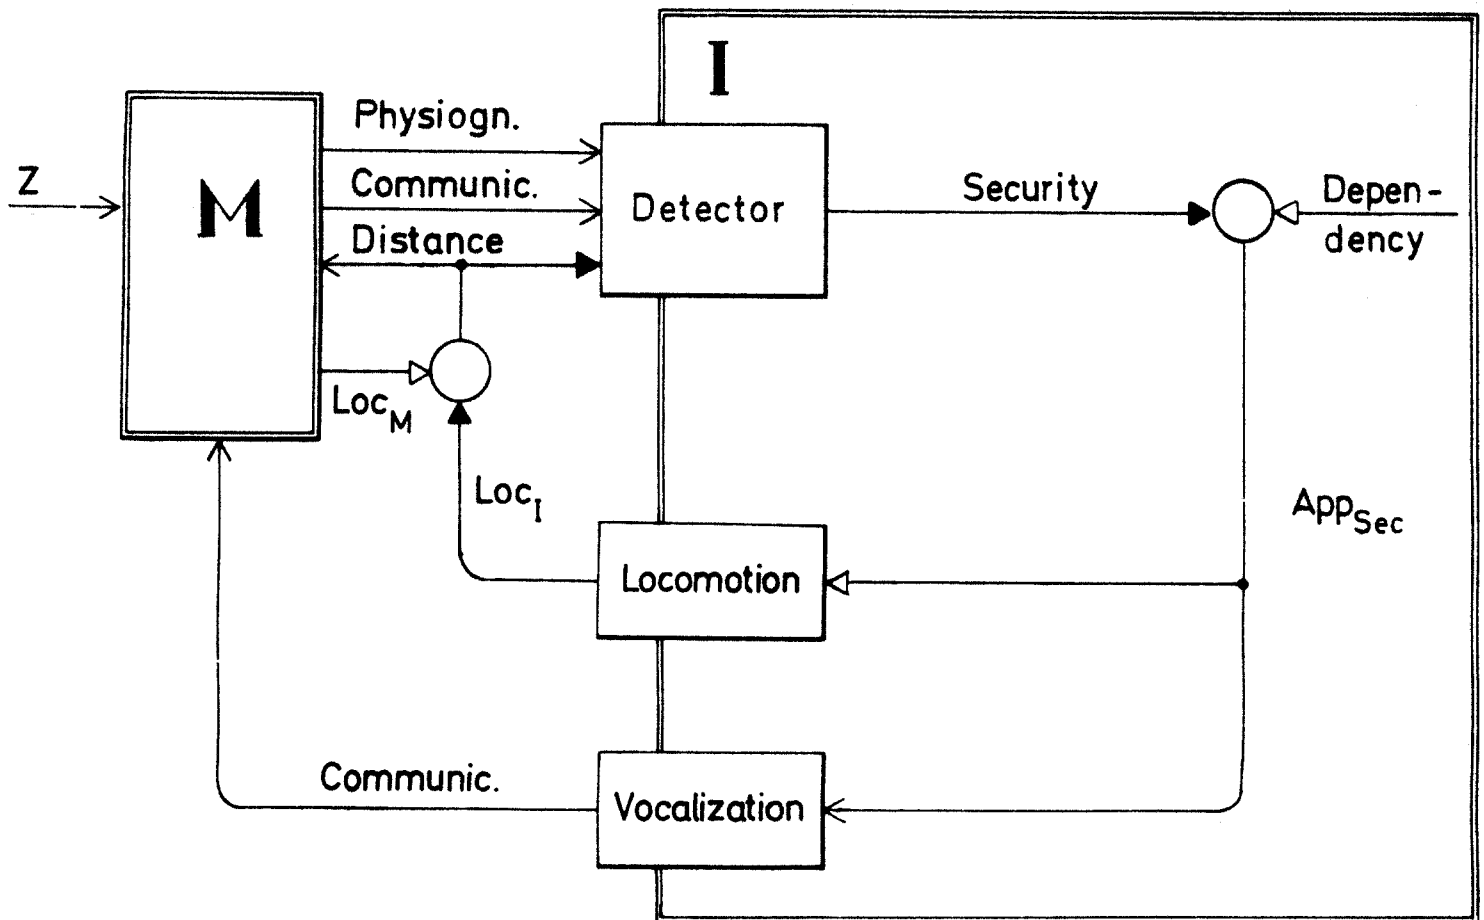 I
Physiogn.
Z
M
Communic.
Detector
Security
Depen-
dency
Distance
Loc_M
Loc_I
App_Sec
Locomotion
Communic.
Vocalization